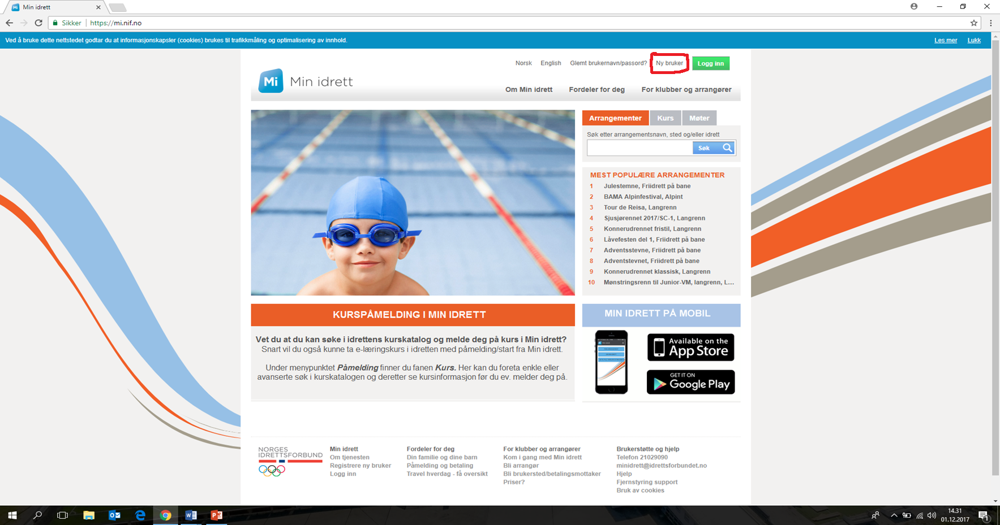 Min idrett
Sikker
https://mi.nif.no
Ved å bruke dette nettstedet godtar du at informasjonskapsler (cookies) brukes til trafikkmåling og optimalisering av innhold.
Les mer
Lukk
Norsk
English
Glemt brukernavn/passord?
Ny bruker
Logg inn
Mi
Min idrett
Om Min idrett
Fordeler for deg
For klubber og arrangører
Arrangementer
Kurs
Møter
Søk etter arrangementsnavn, sted og/eller idrett
Søk
MEST POPULÆRE ARRANGEMENTER
1 Julestemne, Friidrett på bane
2 BAMA Alpinfestival, Alpint
3 Tour de Reisa, Langrenn
4 Sjusjørennet 2017/SC-1, Langrenn
5 Konnerudrennet fristil, Langrenn
6 Låvefesten del 1, Friidrett på bane
7 Adventsstevne, Friidrett på bane
8 Adventstevnet, Friidrett på bane
9 Konnerudrennet klassisk, Langrenn
10 Mønstringsrenn til Junior-VM, langrenn, L...
KURSPÅMELDING I MIN IDRETT
Vet du at du kan søke i idrettens kurskatalog og melde deg på kurs i Min idrett?
Snart vil du også kunne ta e-læringskurs i idretten med påmelding/start fra Min idrett.
Under menypunktet Påmelding finner du fanen Kurs. Her kan du foreta enkle eller
avanserte søk i kurskatalogen og deretter se kursinformasjon før du ev. melder deg på.
MIN IDRETT PÅ MOBIL
Available on the
App Store
GET IT ON
Google Play
NORGES
IDRETTSFORBUND
Min idrett
Om tjenesten
Registrere ny bruker
Logg inn
Fordeler for deg
Din familie og dine barn
Påmelding og betaling
Travel hverdag - få oversikt
For klubber og arrangører
Kom i gang med Min idrett
Bli arrangør
Bli brukersted/betalingsmottaker
Priser?
Brukerstøtte og hjelp
Telefon 21029090
minidrett@idrettsforbundet.no
Hjelp
Fjernstyring support
Bruk av cookies
14.31
01.12.2017
1